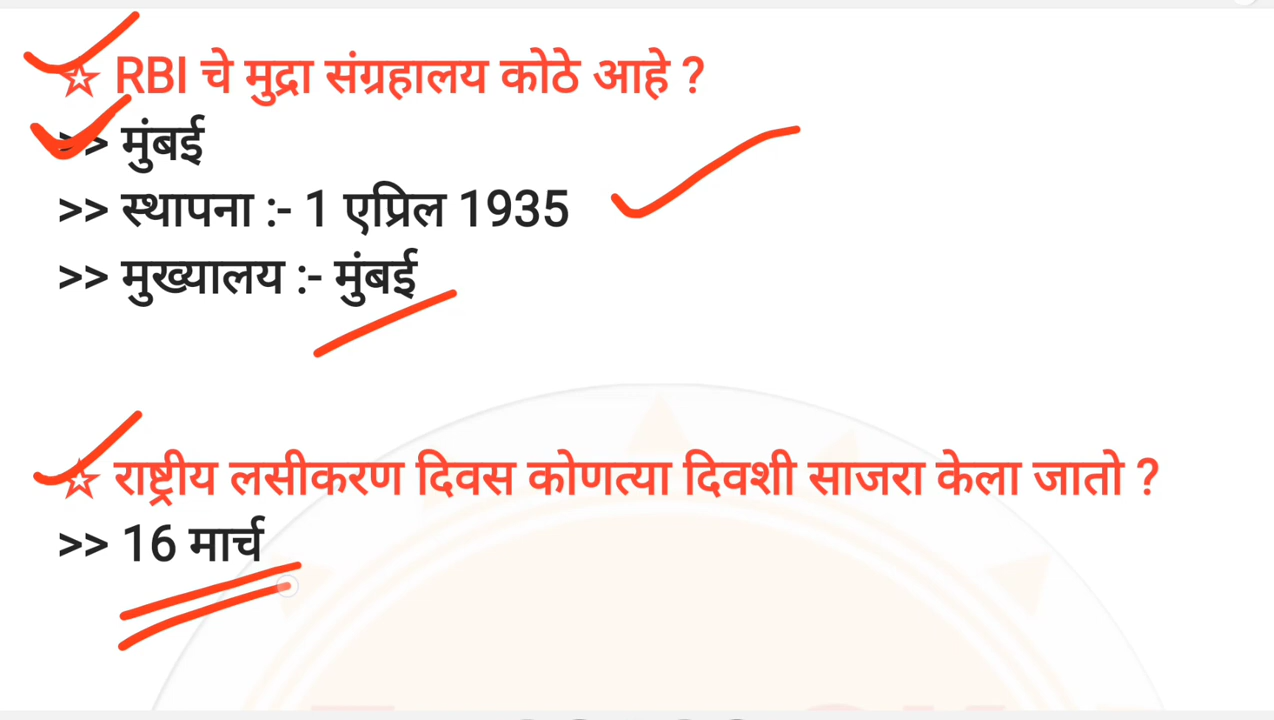 ☆ RBI चे मुद्रा संग्रहालय कोठे आहे ?
>> मुंबई
>> स्थापना :- 1 एप्रिल 1935
>> मुख्यालय :- मुंबई
☆ राष्ट्रीय लसीकरण दिवस कोणत्या दिवशी साजरा केला जातो ?
>> 16 मार्च